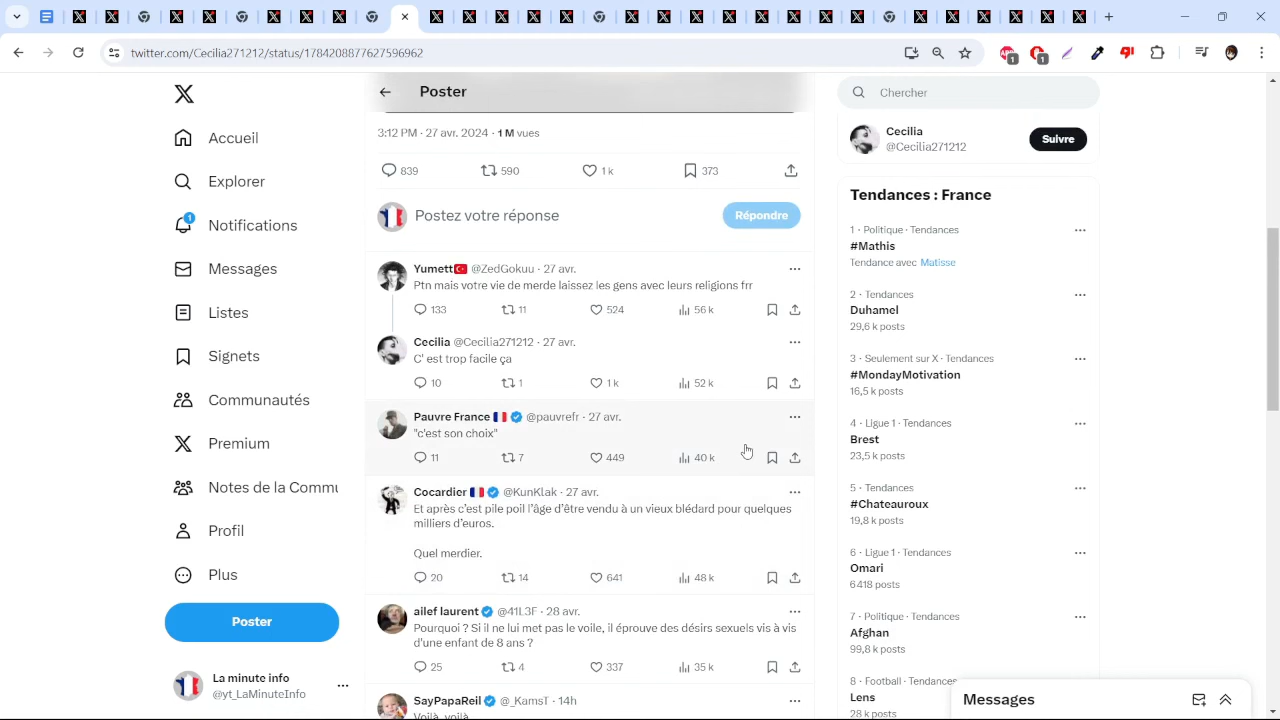 twitter.com/Cecilia271212/status/1784208877627596962
1
1
Poster
Chercher
3:12 PM · 27 avr. 2024 · 1 M vues
Cecilia
@Cecilia271212
Suivre
Accueil
839
590
1 k
373
Explorer
Tendances : France
Postez votre réponse
Répondre
1
Notifications
1 · Politique · Tendances
#Mathis
Tendance avec Matisse
Messages
Yumett🇹🇷 @ZedGokuu · 27 avr.
Ptn mais votre vie de merde laissez les gens avec leurs religions frr
133
11
524
56 k
Listes
2 · Tendances
Duhamel
29,6 k posts
Cecilia @Cecilia271212 · 27 avr.
C' est trop facile ça
10
1
1 k
52 k
Signets
3 · Seulement sur X · Tendances
#MondayMotivation
16,5 k posts
Communautés
Pauvre France 🇫🇷 @pauvrefr · 27 avr.
"c'est son choix"
11
7
449
40 k
Premium
4 · Ligue 1 · Tendances
Brest
23,5 k posts
Notes de la Commu
Cocardier 🇫🇷 @KunKlak · 27 avr.
Et après c'est pile poil l'âge d'être vendu à un vieux blédard pour quelques
milliers d'euros.
Quel merdier.
20
14
641
48 k
5 · Tendances
#Chateauroux
19,8 k posts
Profil
6 · Ligue 1 · Tendances
Omari
6 418 posts
Plus
Poster
ailef laurent @41L3F · 28 avr.
Pourquoi ? Si il ne lui met pas le voile, il éprouve des désirs sexuels vis à vis
d'une enfant de 8 ans ?
25
4
337
35 k
7 · Politique · Tendances
Afghan
99,8 k posts
La minute info
@yt_LaMinuteInfo
8 · Football · Tendances
Lens
28 k posts
Messages
SayPapaReil @_KamsT · 14h
Voilà, voilà